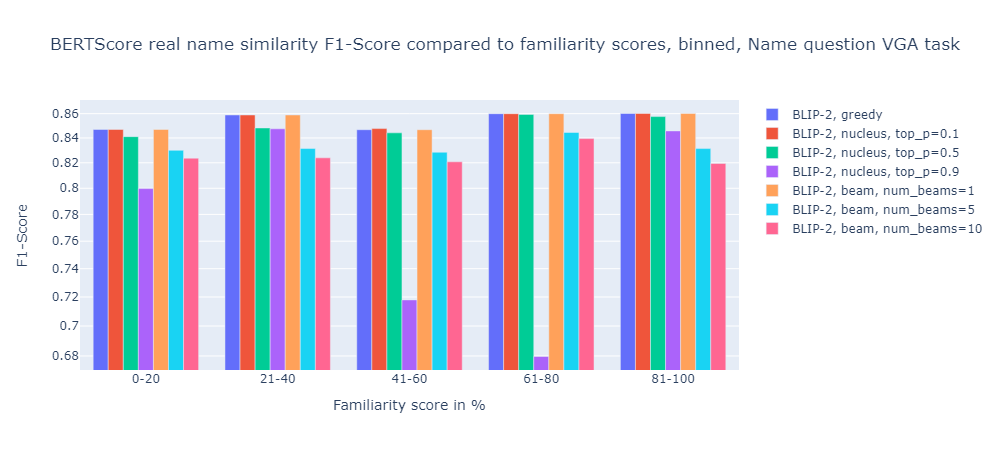 BERTScore real name similarity F1-Score compared to familiarity scores, binned, Name question VGA task
0.86
0.84
0.82
0.8
0.78
0.76
0.74
0.72
0.7
0.68
F1-Score
0-20
21-40
41-60
61-80
81-100
Familiarity score in %
BLIP-2, greedy
BLIP-2, nucleus, top_p=0.1
BLIP-2, nucleus, top_p=0.5
BLIP-2, nucleus, top_p=0.9
BLIP-2, beam, num_beams=1
BLIP-2, beam, num_beams=5
BLIP-2, beam, num_beams=10